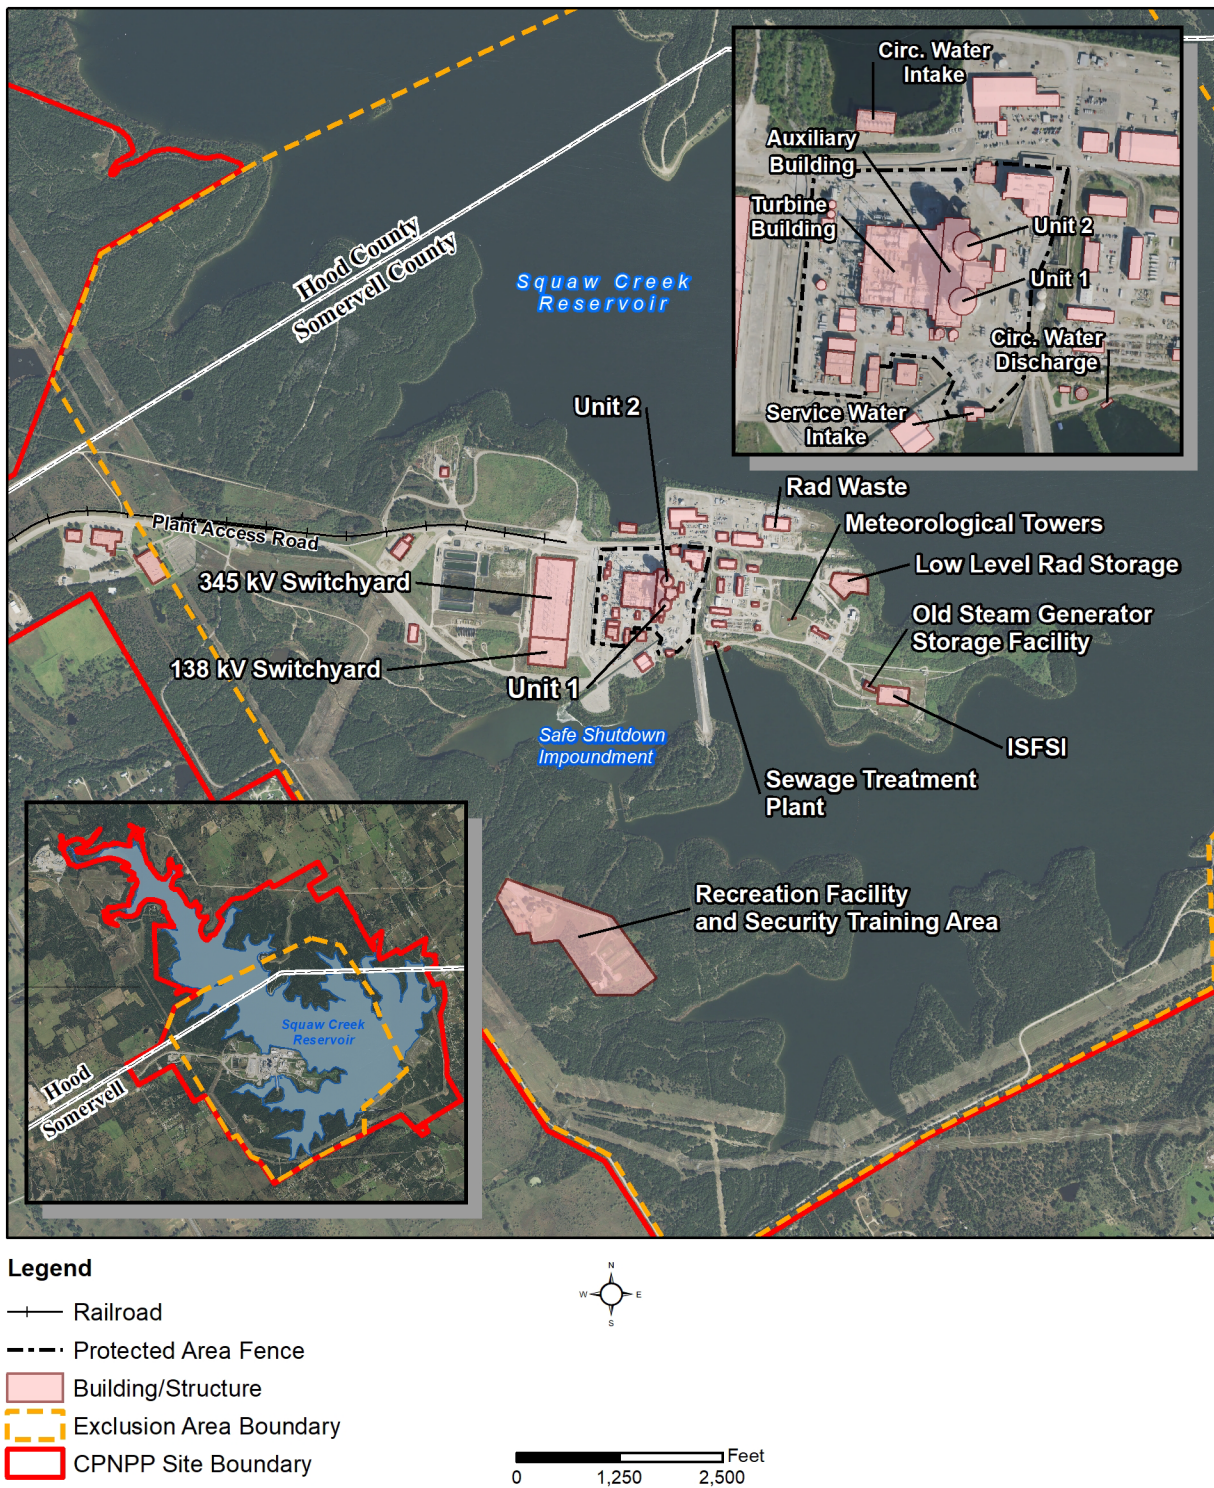 Circ. Water
Intake
Auxiliary
Building
Turbine
Building
Unit 2
Unit 1
Circ. Water
Discharge
Service Water
Intake
Hood County
Somervell County
Squaw Creek
Reservoir
Unit 2
Rad Waste
Meteorological Towers
Plant Access Road
Low Level Rad Storage
345 kV Switchyard
Old Steam Generator
Storage Facility
138 kV Switchyard
Unit 1
Safe Shutdown
Impoundment
ISFSI
Sewage Treatment
Plant
Recreation Facility
and Security Training Area
Squaw Creek
Reservoir
Hood
Somervell
Legend
Railroad
Protected Area Fence
Building/Structure
Exclusion Area Boundary
CPNPP Site Boundary
N
W E
S
Feet
0 1,250 2,500